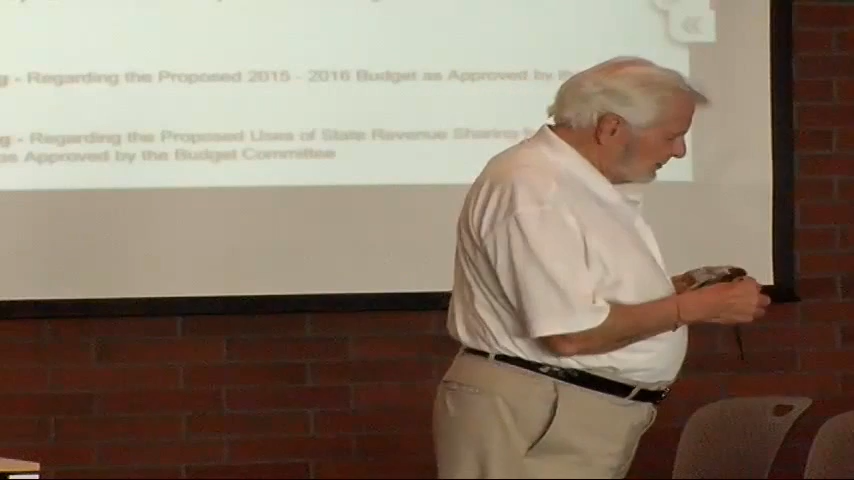 g - Regarding the Proposed 2015 - 2016 Budget as Approved by
g - Regarding the Proposed Uses of State Revenue Sharing
as Approved by the Budget Committee